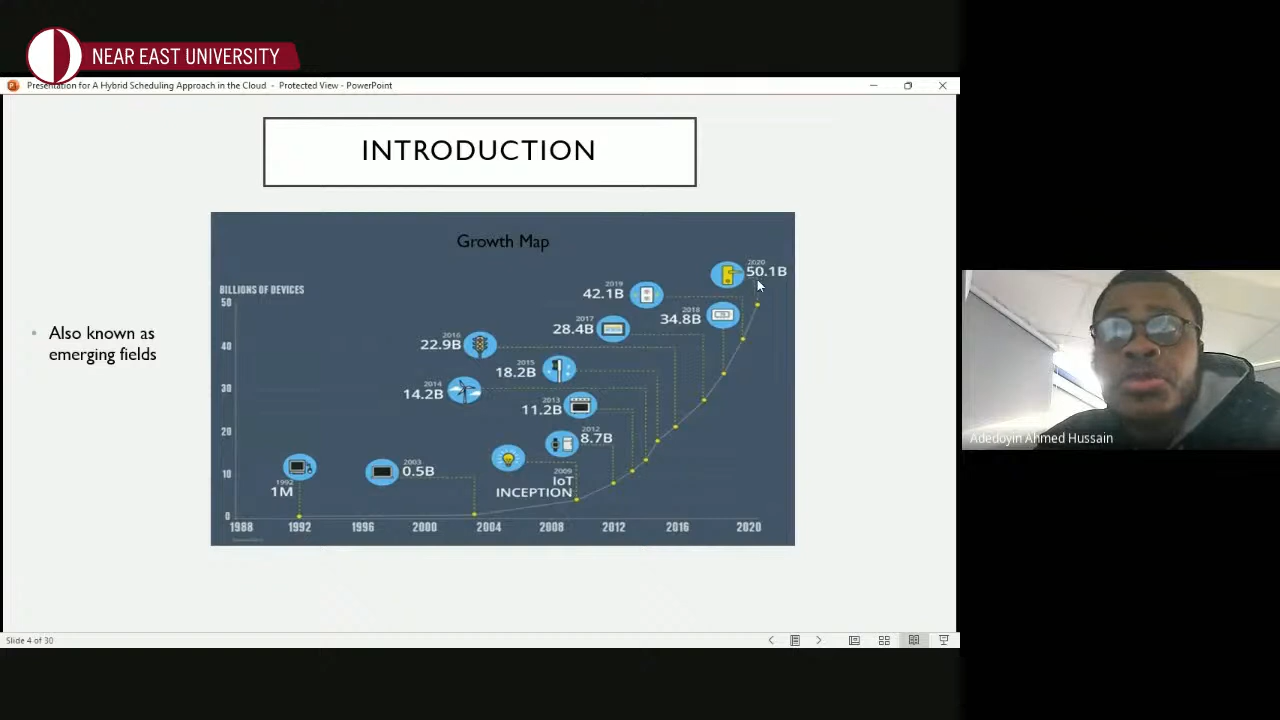 NEAR EAST UNIVERSITY
Presentation for A Hybrid Scheduling Approach in the Cloud - Protected View - PowerPoint
INTRODUCTION
Growth Map
BILLIONS OF DEVICES
50
40
30
20
10
0
1988 1992 1996 2000 2004 2008 2012 2016 2020
1992
1M
2003
0.5B
2009
IoT
INCEPTION
2012
8.7B
2013
11.2B
2014
14.2B
2015
18.2B
2016
22.9B
2017
28.4B
2018
34.8B
2019
42.1B
2020
50.1B
• Also known as
emerging fields
Adedoyin Ahmed Hussain
Slide 4 of 30